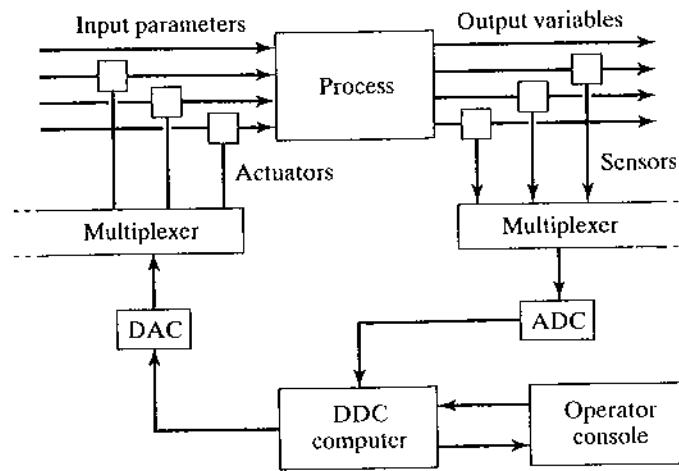 Input parameters
Output variables
Process
Actuators
Sensors
Multiplexer
Multiplexer
DAC
ADC
DDC
computer
Operator
console